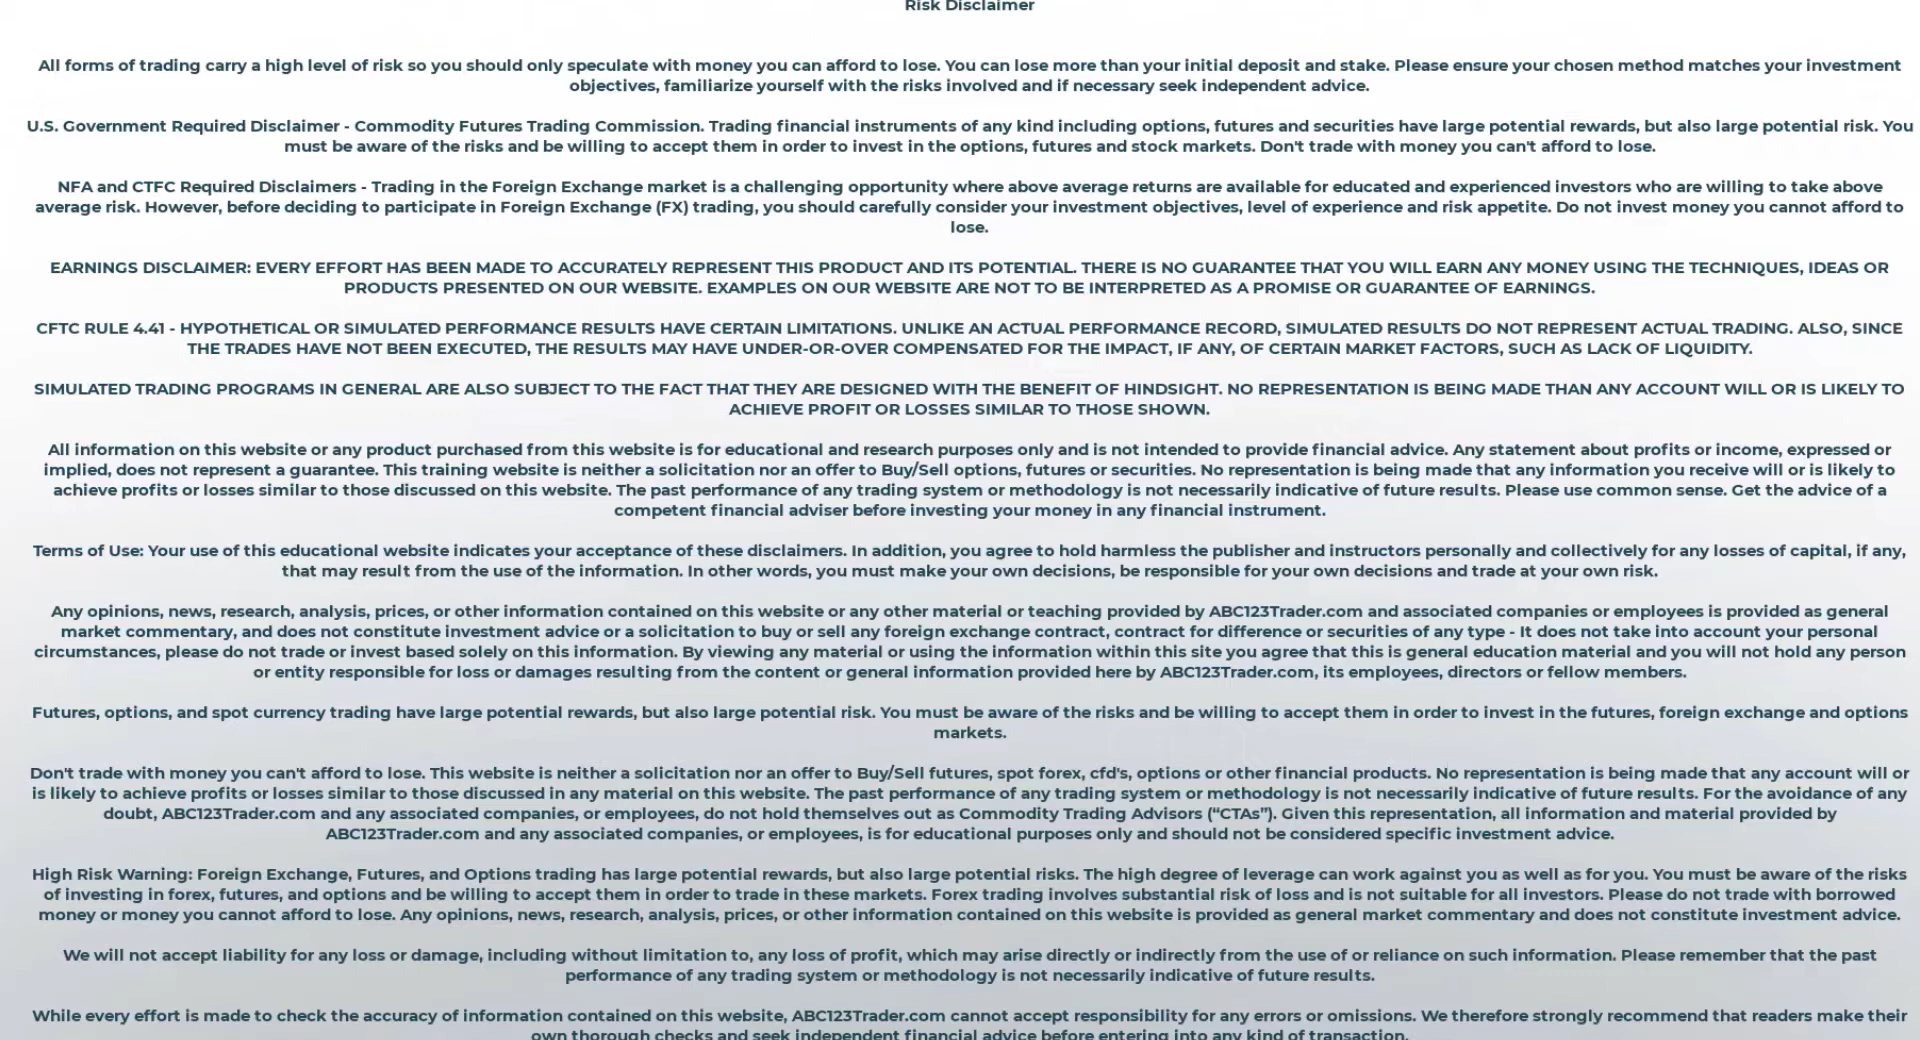 Risk Disclaimer
All forms of trading carry a high level of risk so you should only speculate with money you can afford to lose. You can lose more than your initial deposit and stake. Please ensure your chosen method matches your investment
objectives, familiarize yourself with the risks involved and if necessary seek independent advice.
U.S. Government Required Disclaimer - Commodity Futures Trading Commission. Trading financial instruments of any kind including options, futures and securities have large potential rewards, but also large potential risk. You
must be aware of the risks and be willing to accept them in order to invest in the options, futures and stock markets. Don't trade with money you can't afford to lose.
NFA and CTFC Required Disclaimers - Trading in the Foreign Exchange market is a challenging opportunity where above average returns are available for educated and experienced investors who are willing to take above
average risk. However, before deciding to participate in Foreign Exchange (FX) trading, you should carefully consider your investment objectives, level of experience and risk appetite. Do not invest money you cannot afford to
lose.
EARNINGS DISCLAIMER: EVERY EFFORT HAS BEEN MADE TO ACCURATELY REPRESENT THIS PRODUCT AND ITS POTENTIAL. THERE IS NO GUARANTEE THAT YOU WILL EARN ANY MONEY USING THE TECHNIQUES, IDEAS OR
PRODUCTS PRESENTED ON OUR WEBSITE. EXAMPLES ON OUR WEBSITE ARE NOT TO BE INTERPRETED AS A PROMISE OR GUARANTEE OF EARNINGS.
CFTC RULE 4.41 - HYPOTHETICAL OR SIMULATED PERFORMANCE RESULTS HAVE CERTAIN LIMITATIONS. UNLIKE AN ACTUAL PERFORMANCE RECORD, SIMULATED RESULTS DO NOT REPRESENT ACTUAL TRADING. ALSO, SINCE
THE TRADES HAVE NOT BEEN EXECUTED, THE RESULTS MAY HAVE UNDER-OR-OVER COMPENSATED FOR THE IMPACT, IF ANY, OF CERTAIN MARKET FACTORS, SUCH AS LACK OF LIQUIDITY.
SIMULATED TRADING PROGRAMS IN GENERAL ARE ALSO SUBJECT TO THE FACT THAT THEY ARE DESIGNED WITH THE BENEFIT OF HINDSIGHT. NO REPRESENTATION IS BEING MADE THAN ANY ACCOUNT WILL OR IS LIKELY TO
ACHIEVE PROFIT OR LOSSES SIMILAR TO THOSE SHOWN.
All information on this website or any product purchased from this website is for educational and research purposes only and is not intended to provide financial advice. Any statement about profits or income, expressed or
implied, does not represent a guarantee. This training website is neither a solicitation nor an offer to Buy/Sell options, futures or securities. No representation is being made that any information you receive will or is likely to
achieve profits or losses similar to those discussed on this website. The past performance of any trading system or methodology is not necessarily indicative of future results. Please use common sense. Get the advice of a
competent financial adviser before investing your money in any financial instrument.
Terms of Use: Your use of this educational website indicates your acceptance of these disclaimers. In addition, you agree to hold harmless the publisher and instructors personally and collectively for any losses of capital, if any,
that may result from the use of the information. In other words, you must make your own decisions, be responsible for your own decisions and trade at your own risk.
Any opinions, news, research, analysis, prices, or other information contained on this website or any other material or teaching provided by ABC123Trader.com and associated companies or employees is provided as general
market commentary, and does not constitute investment advice or a solicitation to buy or sell any foreign exchange contract, contract for difference or securities of any type - It does not take into account your personal
circumstances, please do not trade or invest based solely on this information. By viewing any material or using the information within this site you agree that this is general education material and you will not hold any person
or entity responsible for loss or damages resulting from the content or general information provided here by ABC123Trader.com, its employees, directors or fellow members.
Futures, options, and spot currency trading have large potential rewards, but also large potential risk. You must be aware of the risks and be willing to accept them in order to invest in the futures, foreign exchange and options
markets.
Don't trade with money you can't afford to lose. This website is neither a solicitation nor an offer to Buy/Sell futures, spot forex, cfd's, options or other financial products. No representation is being made that any account will or
is likely to achieve profits or losses similar to those discussed in any material on this website. The past performance of any trading system or methodology is not necessarily indicative of future results. For the avoidance of any
doubt, ABC123Trader.com and any associated companies, or employees, do not hold themselves out as Commodity Trading Advisors (“CTAs”). Given this representation, all information and material provided by
ABC123Trader.com and any associated companies, or employees, is for educational purposes only and should not be considered specific investment advice.
High Risk Warning: Foreign Exchange, Futures, and Options trading has large potential rewards, but also large potential risks. The high degree of leverage can work against you as well as for you. You must be aware of the risks
of investing in forex, futures, and options and be willing to accept them in order to trade in these markets. Forex trading involves substantial risk of loss and is not suitable for all investors. Please do not trade with borrowed
money or money you cannot afford to lose. Any opinions, news, research, analysis, prices, or other information contained on this website is provided as general market commentary and does not constitute investment advice.
We will not accept liability for any loss or damage, including without limitation to, any loss of profit, which may arise directly or indirectly from the use of or reliance on such information. Please remember that the past
performance of any trading system or methodology is not necessarily indicative of future results.
While every effort is made to check the accuracy of information contained on this website, ABC123Trader.com cannot accept responsibility for any errors or omissions. We therefore strongly recommend that readers make their
own thorough checks and seek independent financial advice before entering into any kind of transaction.